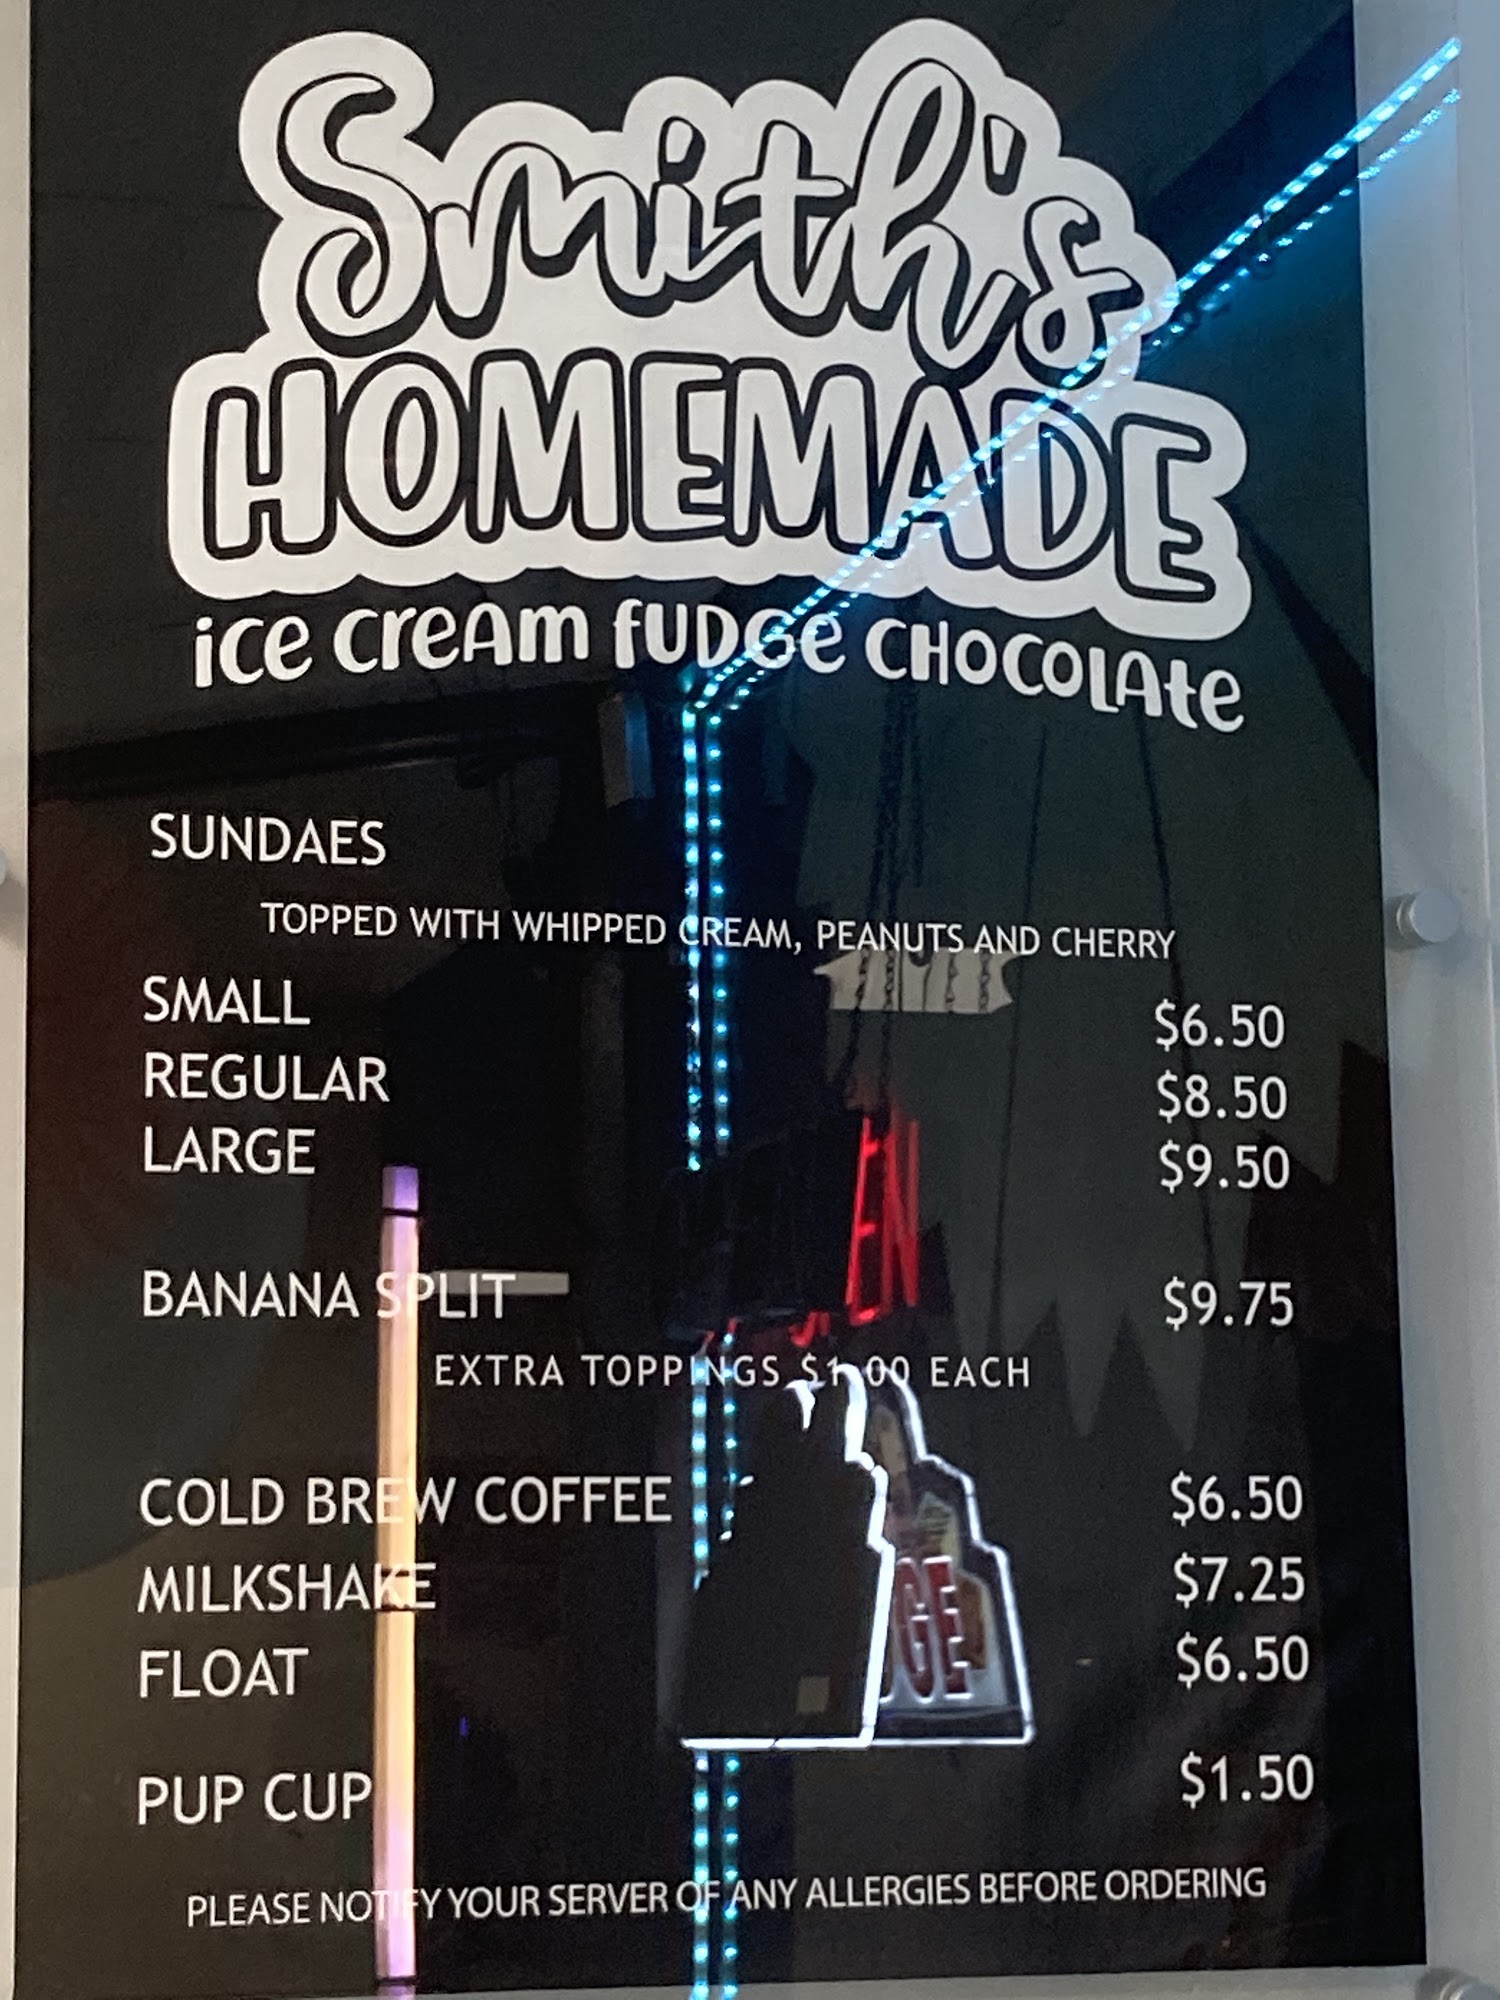 Smith's
HOMEMADE
ice cream fudge chocolate
SUNDAES
TOPPED WITH WHIPPED CREAM, PEANUTS AND CHERRY
SMALL $6.50
REGULAR $8.50
LARGE $9.50
BANANA SPLIT $9.75
EXTRA TOPPINGS $1.00 EACH
COLD BREW COFFEE $6.50
MILKSHAKE $7.25
FLOAT $6.50
PUP CUP $1.50
PLEASE NOTIFY YOUR SERVER OF ANY ALLERGIES BEFORE ORDERING